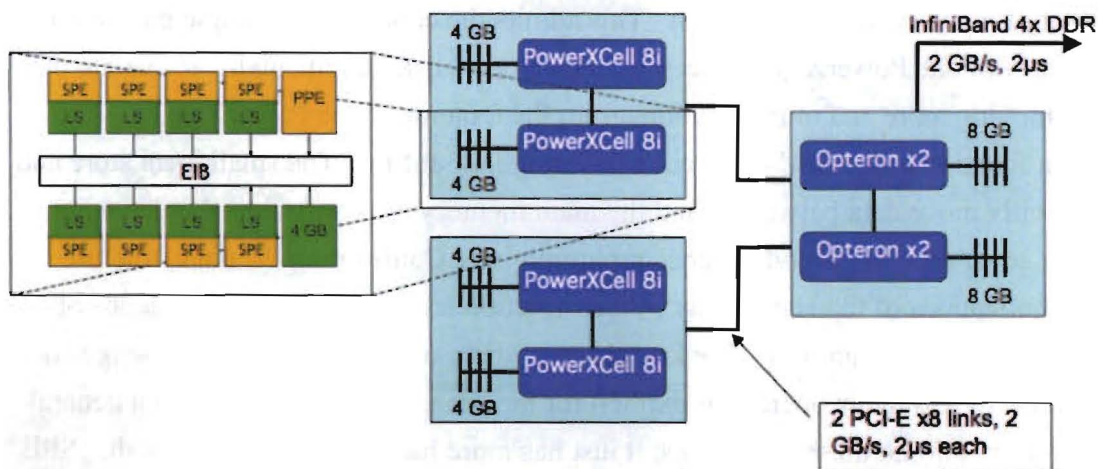 InfiniBand 4x DDR
2 GB/s, 2µs
4 GB
PowerXCell 8i
PowerXCell 8i
4 GB
SPE SPE SPE SPE PPE
LS LS LS LS
EIB
LS LS LS LS 4 GB
SPE SPE SPE SPE
8 GB
Opteron x2
Opteron x2
8 GB
4 GB
PowerXCell 8i
PowerXCell 8i
4 GB
2 PCI-E x8 links, 2
GB/s, 2µs each